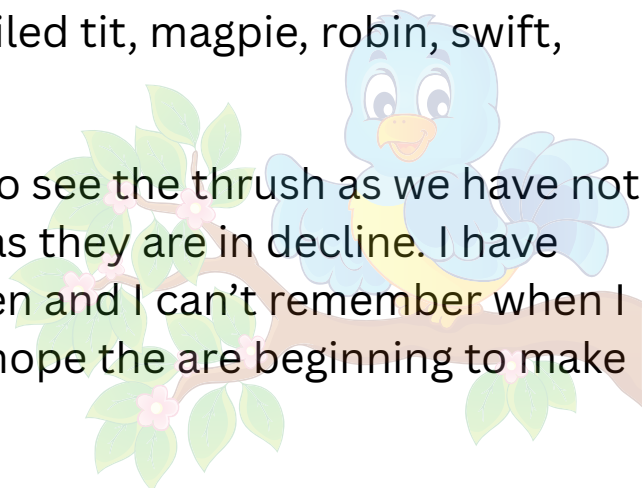 iled tit, magpie, robin, swift,
o see the thrush as we have not
as they are in decline. I have
en and I can’t remember when I
hope the are beginning to make